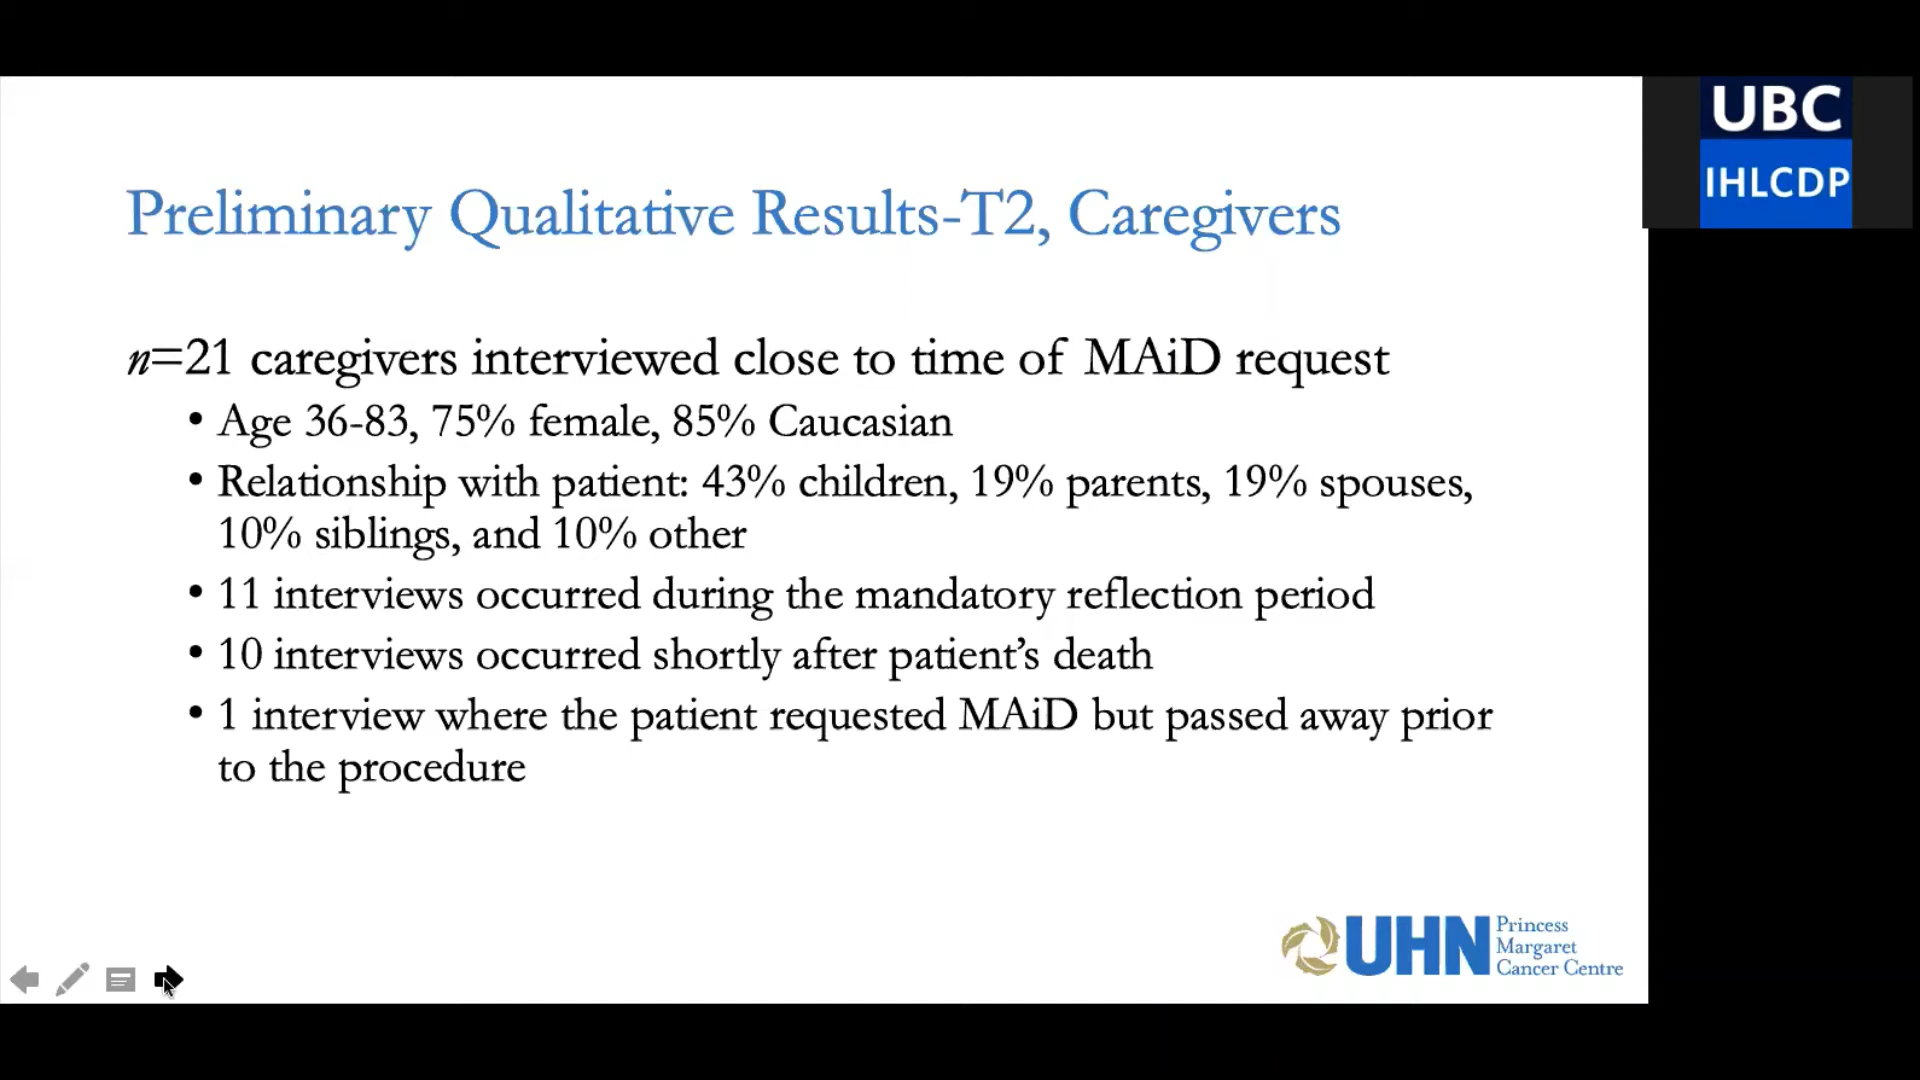 UBC
IHLCDP
Preliminary Qualitative Results-T2, Caregivers
n=21 caregivers interviewed close to time of MAiD request
• Age 36-83, 75% female, 85% Caucasian
• Relationship with patient: 43% children, 19% parents, 19% spouses,
10% siblings, and 10% other
• 11 interviews occurred during the mandatory reflection period
• 10 interviews occurred shortly after patient’s death
• 1 interview where the patient requested MAiD but passed away prior
to the procedure
UHN
Princess
Margaret
Cancer Centre